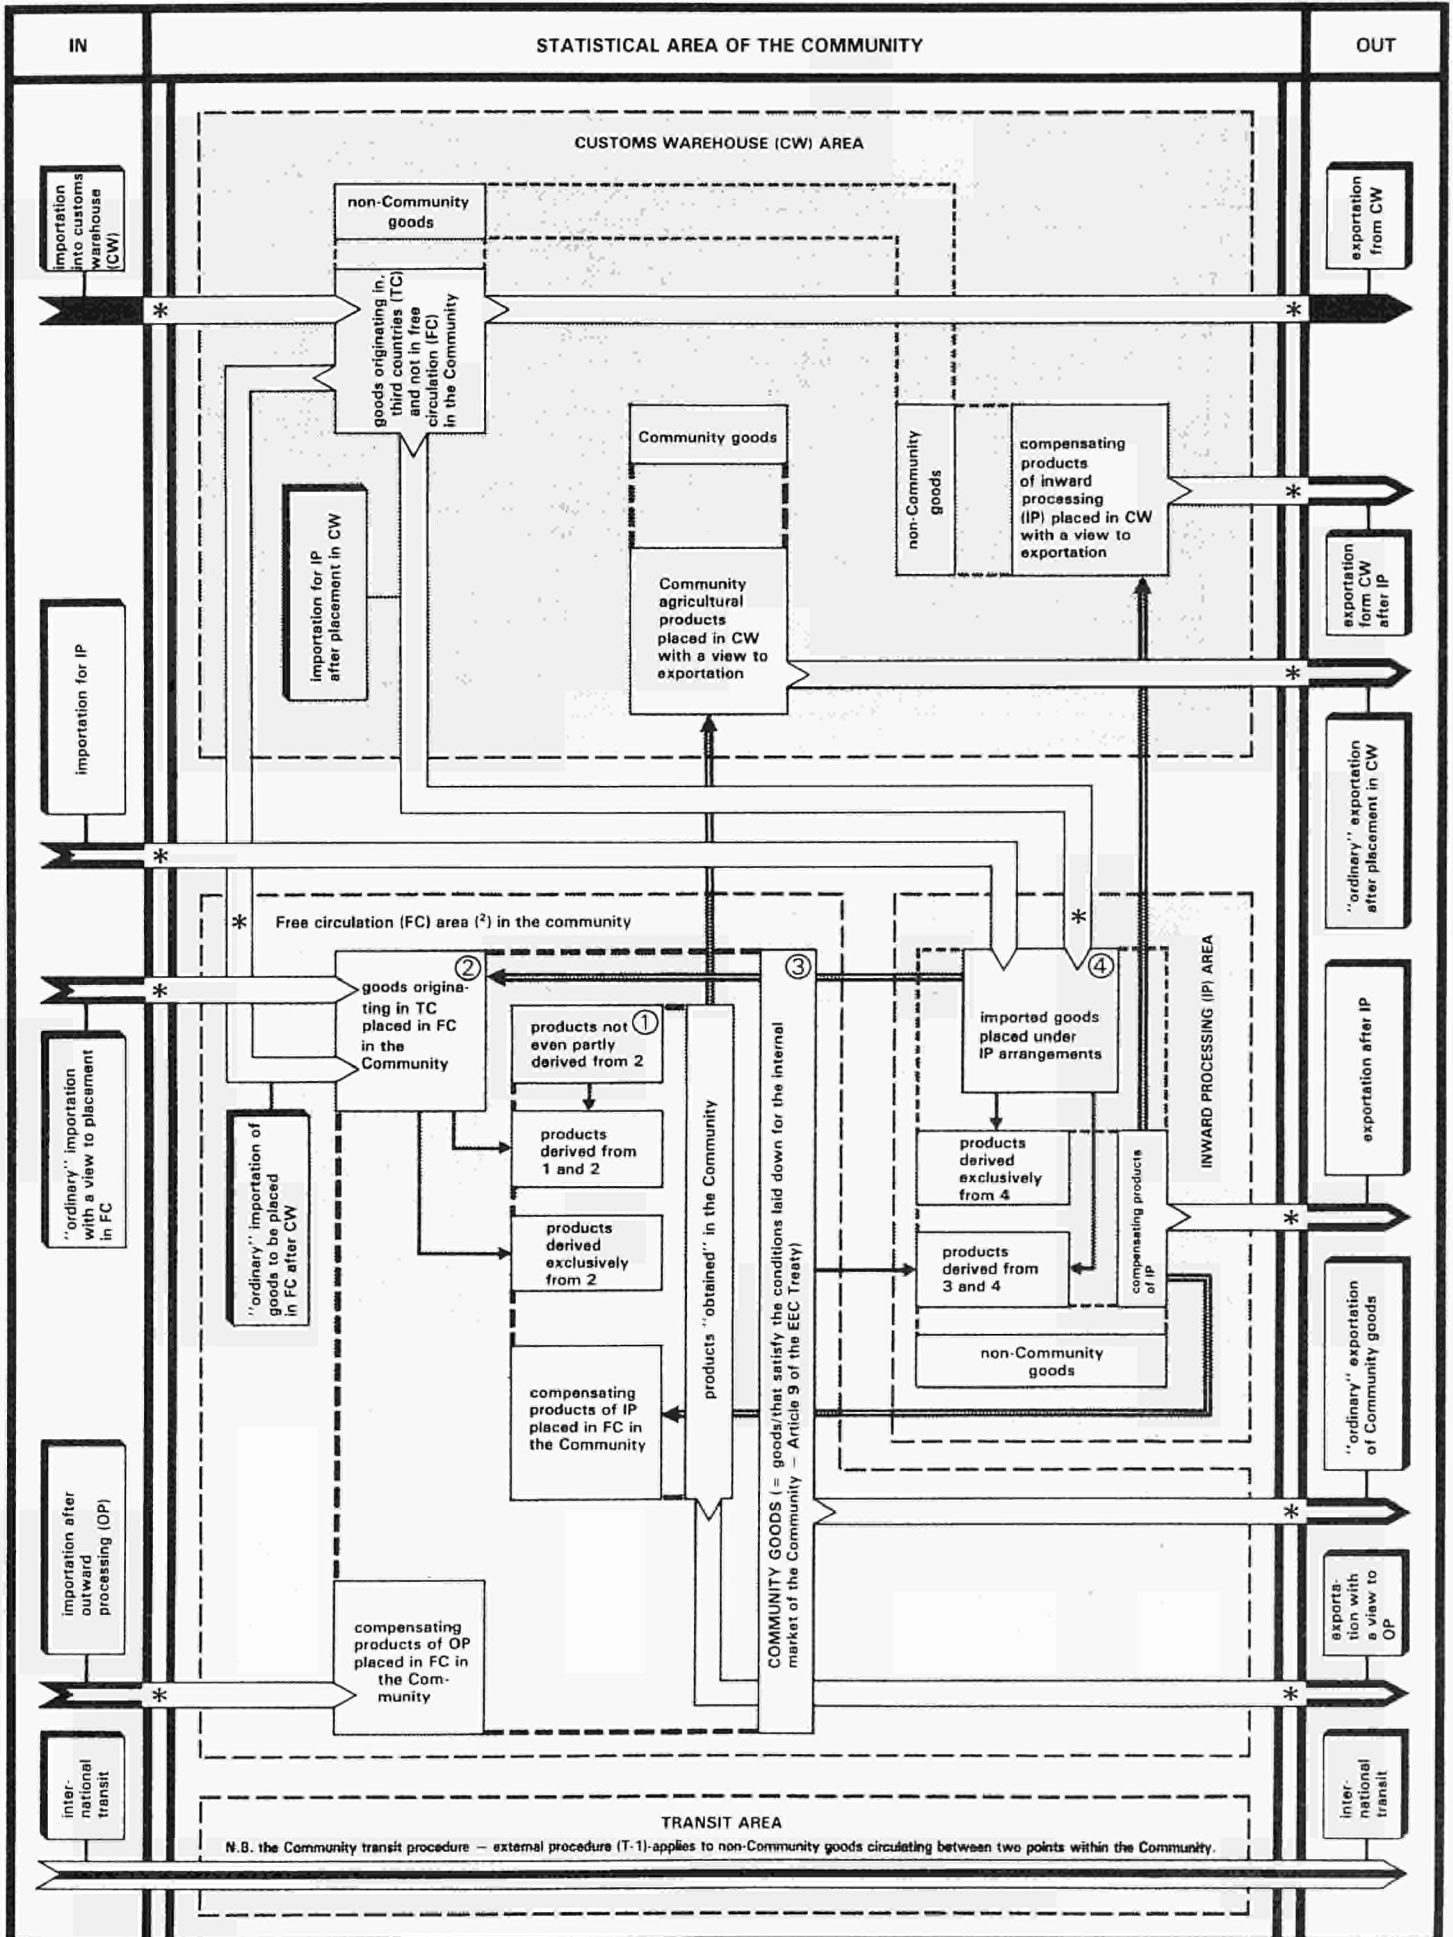 IN
STATISTICAL AREA OF THE COMMUNITY
OUT
CUSTOMS WAREHOUSE (CW) AREA
importation
into customs
warehouse
(CW)
non-Community
goods
exportation
from CW
*
goods originating in,
third countries (TC)
and not in free
circulation (FC)
in the Community
*
Community goods
non-Community
goods
compensating
products
of inward
processing
(IP) placed in CW
with a view to
exportation
*
importation for IP
after placement in CW
exportation
form CW
after IP
Community
agricultural
products
placed in CW
with a view to
exportation
*
importation for IP
"ordinary" exportation
after placement in CW
*
*
Free circulation (FC) area (²) in the community
*
INWARD PROCESSING (IP) AREA
*
2
goods origina-
ting in TC
placed in FC
in the
Community
3
4
imported goods
placed under
IP arrangements
exportation after IP
products not
even partly
derived from 2
1
"ordinary" importation
with a view to placement
in FC
"ordinary" importation of
goods to be placed
in FC after CW
products
derived from
1 and 2
products "obtained" in the Community
COMMUNITY GOODS (= goods/that satisfy the conditions laid down for the internal
market of the Community – Article 9 of the EEC Treaty)
products
derived
exclusively
from 4
compensating products
of IP
*
products
derived
exclusively
from 2
products
derived from
3 and 4
"ordinary" exportation
of Community goods
non-Community
goods
compensating
products of IP
placed in FC in
the Community
*
importation after
outward
processing (OP)
exporta-
tion with
a view to
OP
compensating
products of OP
placed in FC in
the Com-
munity
*
*
inter-
national
transit
inter-
national
transit
TRANSIT AREA
N.B. the Community transit procedure – external procedure (T-1)-applies to non-Community goods circulating between two points within the Community.